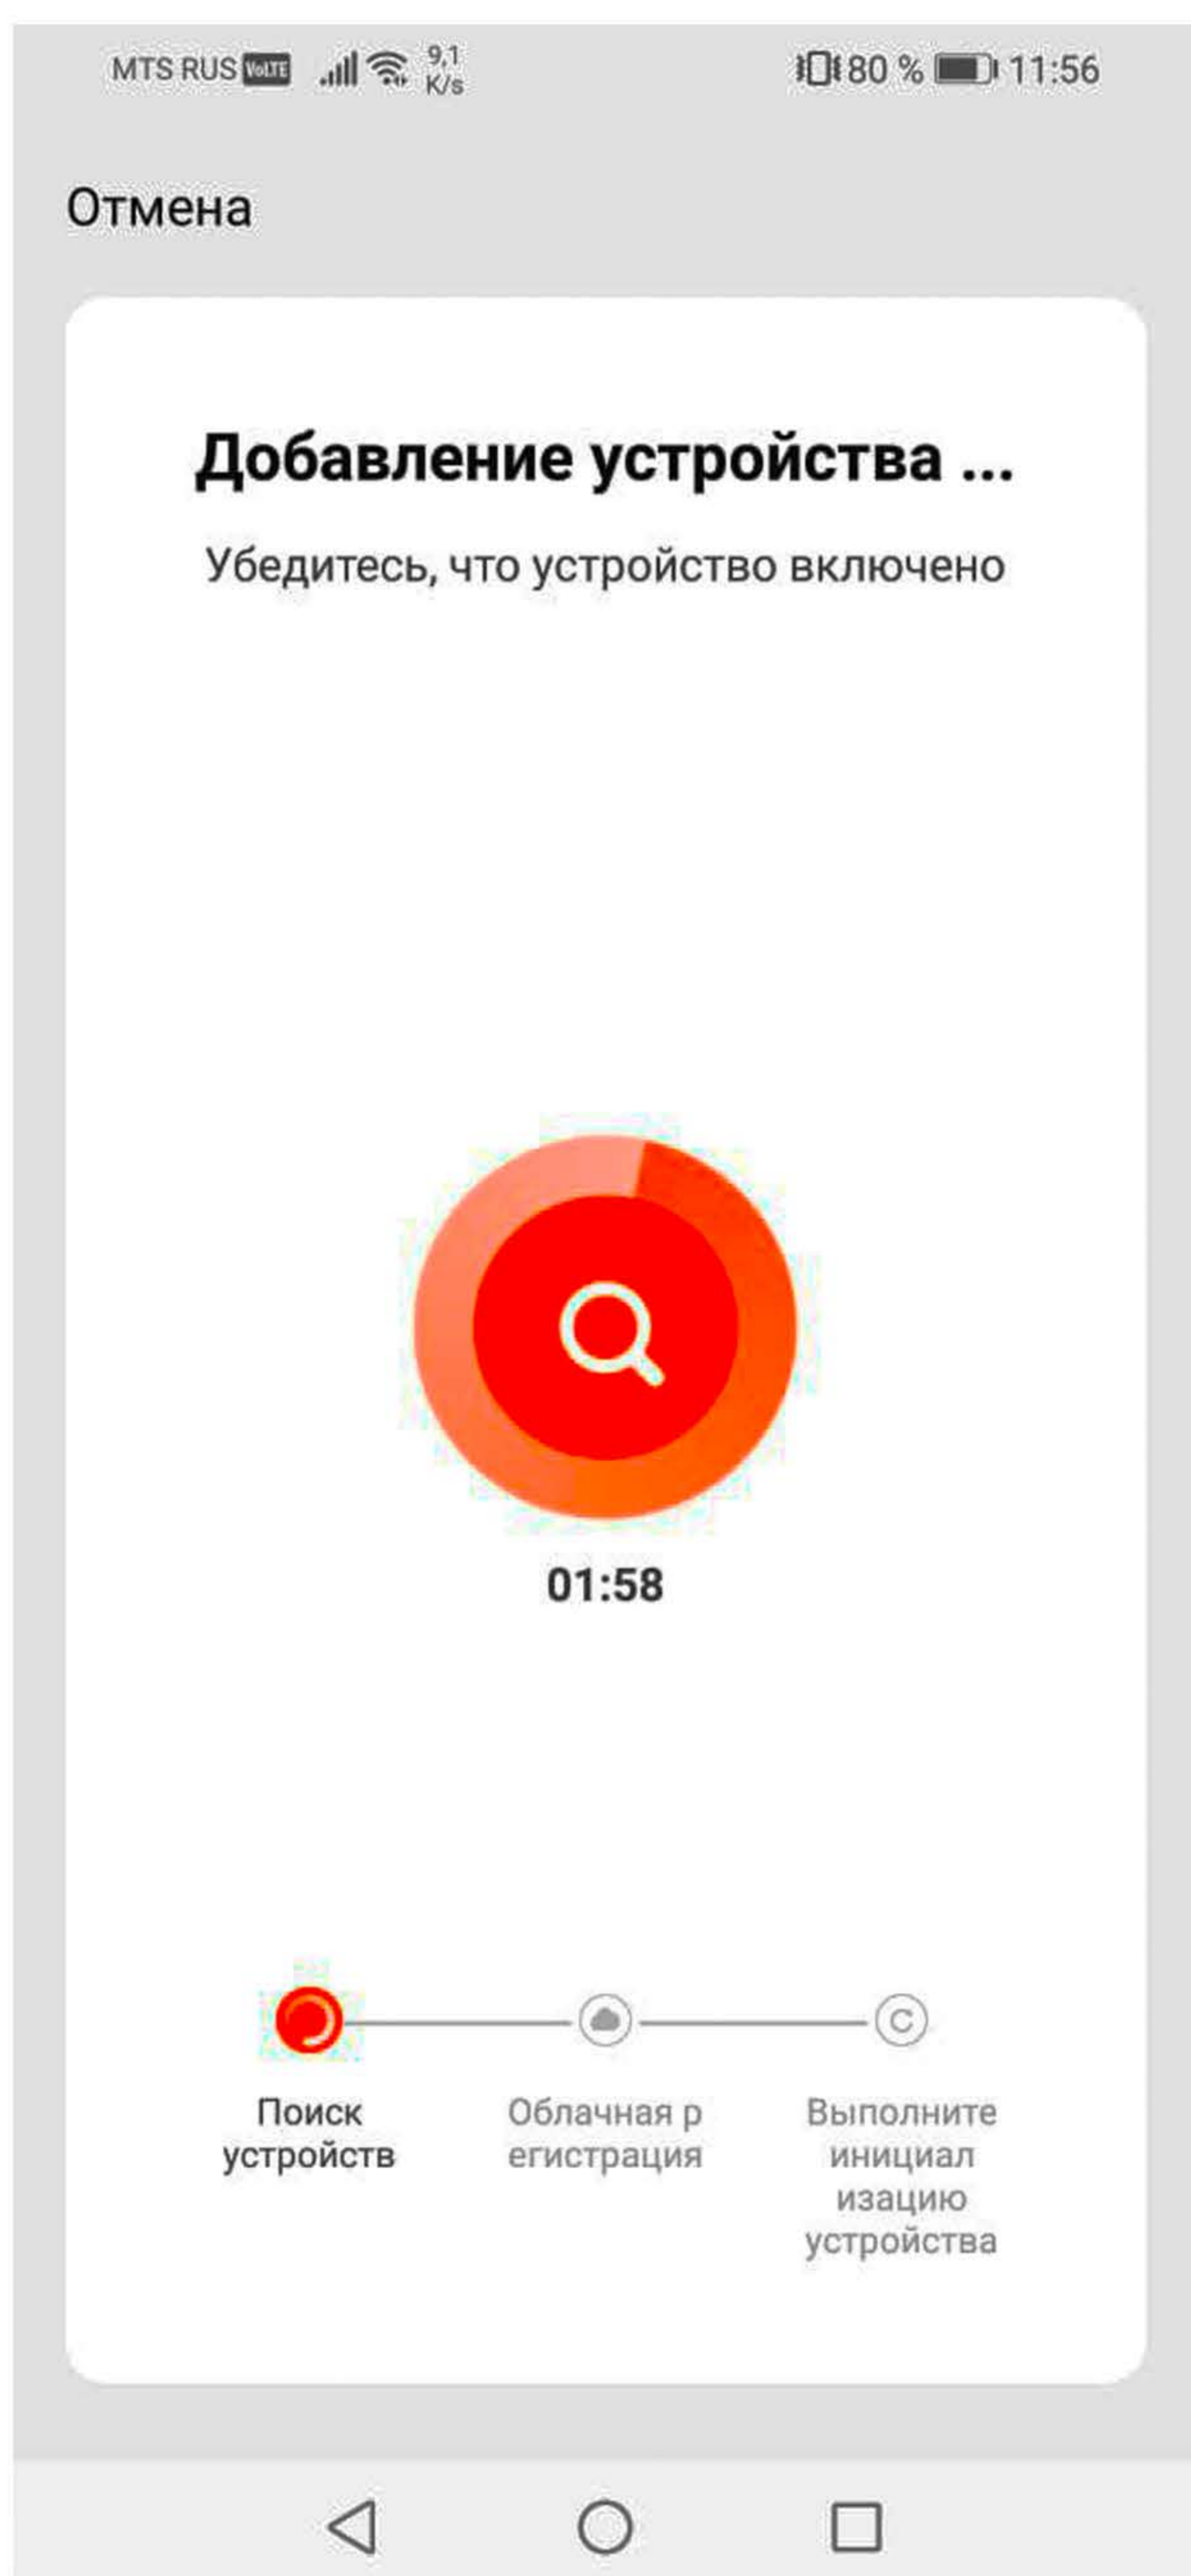 MTS RUS VoLTE 9,1 K/s 80 % 11:56
Отмена
Добавление устройства ...
Убедитесь, что устройство включено
01:58
Поиск
устройств
Облачная р
егистрация
Выполните
инициал
изацию
устройства